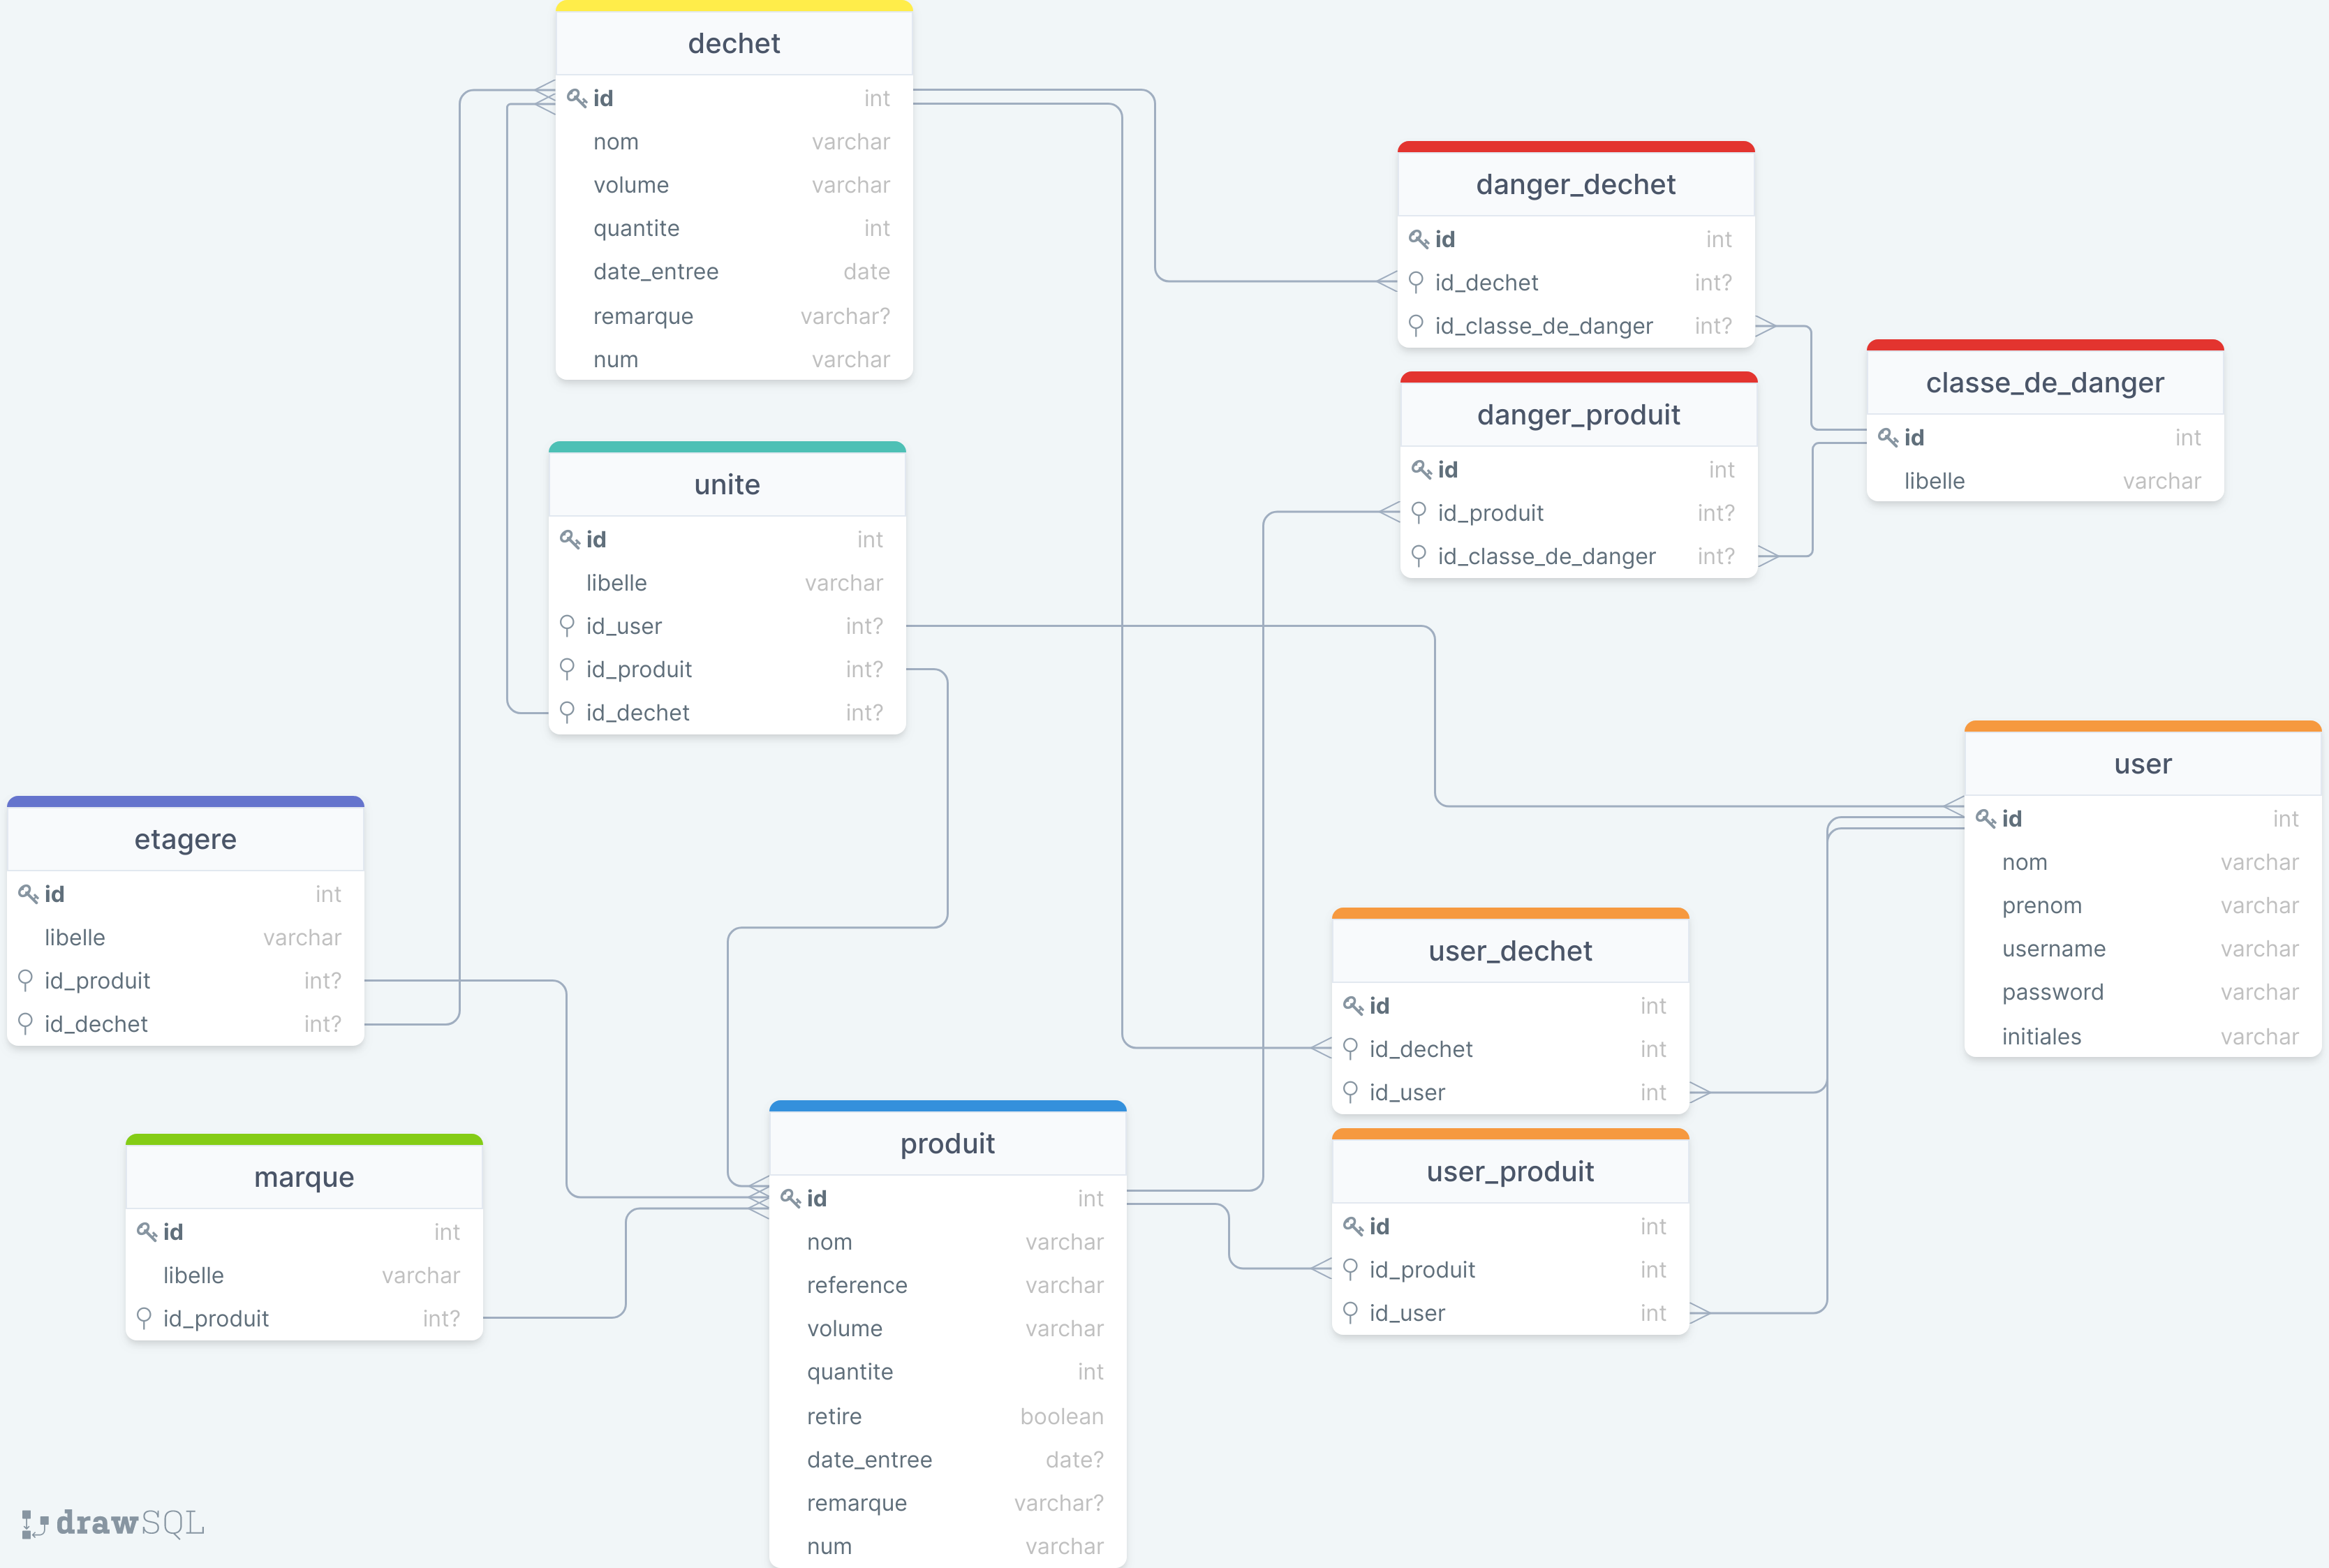 dechet
id int
nom varchar
volume varchar
quantite int
date_entree date
remarque varchar?
num varchar
danger_dechet
id int
id_dechet int?
id_classe_de_danger int?
classe_de_danger
id int
libelle varchar
danger_produit
id int
id_produit int?
id_classe_de_danger int?
unite
id int
libelle varchar
id_user int?
id_produit int?
id_dechet int?
user
id int
nom varchar
prenom varchar
username varchar
password varchar
initiales varchar
etagere
id int
libelle varchar
id_produit int?
id_dechet int?
user_dechet
id int
id_dechet int
id_user int
marque
id int
libelle varchar
id_produit int?
produit
id int
nom varchar
reference varchar
volume varchar
quantite int
retire boolean
date_entree date?
remarque varchar?
num varchar
user_produit
id int
id_produit int
id_user int
drawSQL